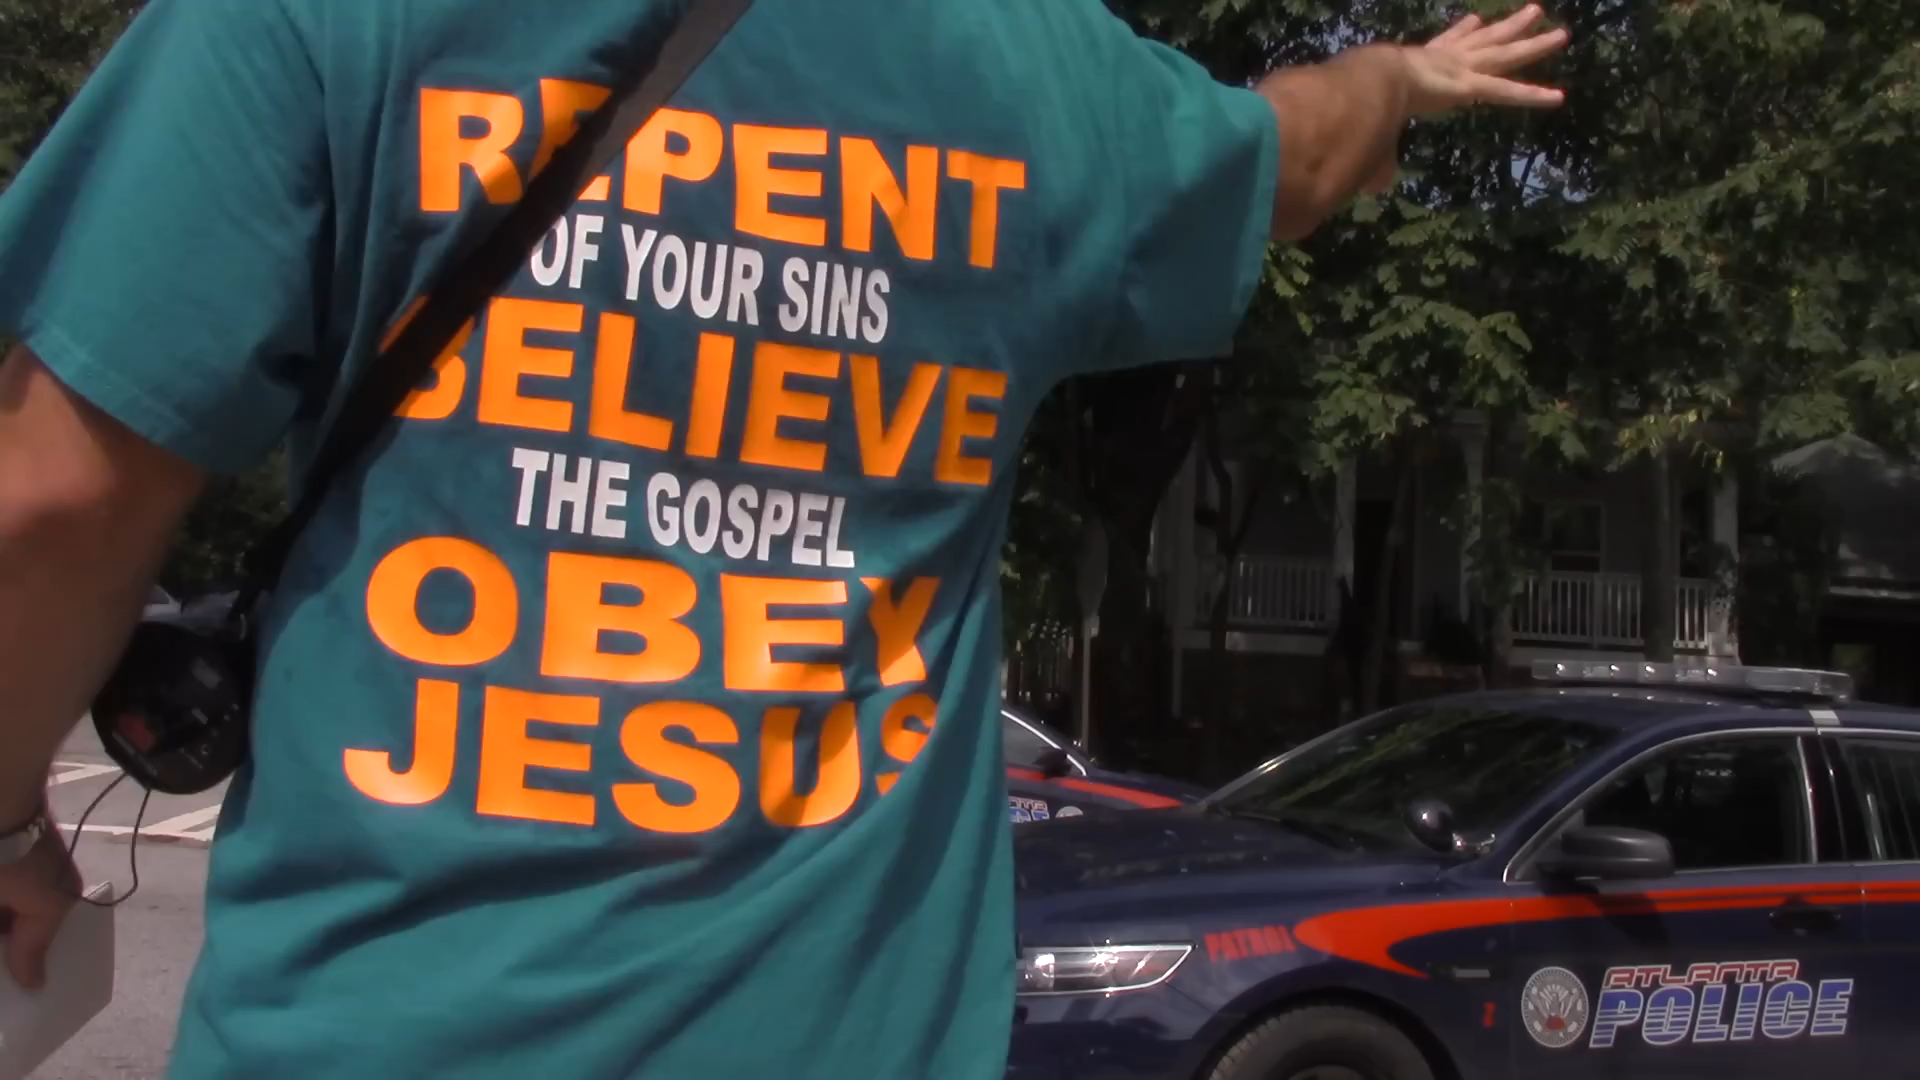 REPENT
OF YOUR SINS
BELIEVE
THE GOSPEL
OBEY
JESUS
PATROL
ATLANTA
POLICE